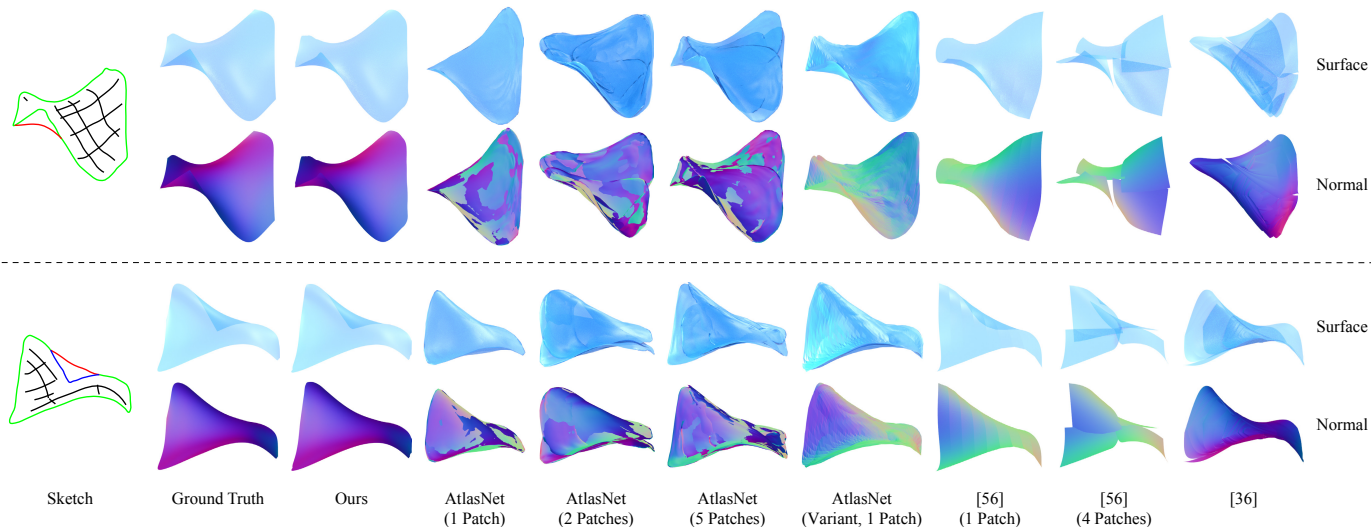 Surface
Normal
Surface
Normal
Sketch
Ground Truth
Ours
AtlasNet
(1 Patch)
AtlasNet
(2 Patches)
AtlasNet
(5 Patches)
AtlasNet
(Variant, 1 Patch)
[56]
(1 Patch)
[56]
(4 Patches)
[36]